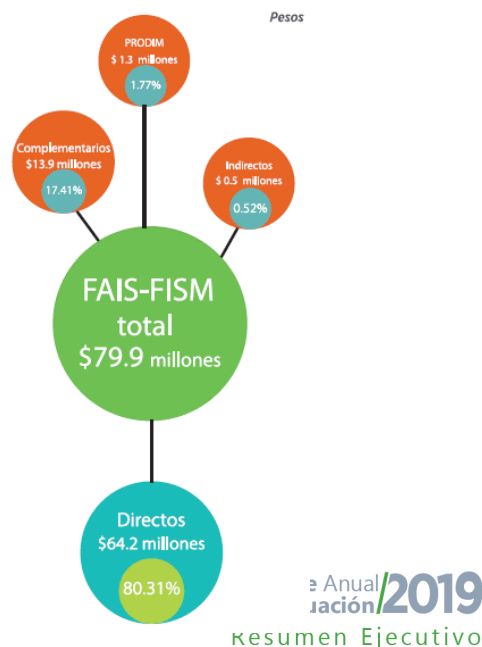 Pesos
PRODIM
$ 1.3 millones
1.77%
Complementarios
$13.9 millones
17.41%
Indirectos
$ 0.5 millones
0.52%
FAIS-FISM
total
$79.9 millones
Directos
$64.2 millones
80.31%
e Anual
uación/2019
Resumen Ejecutivo